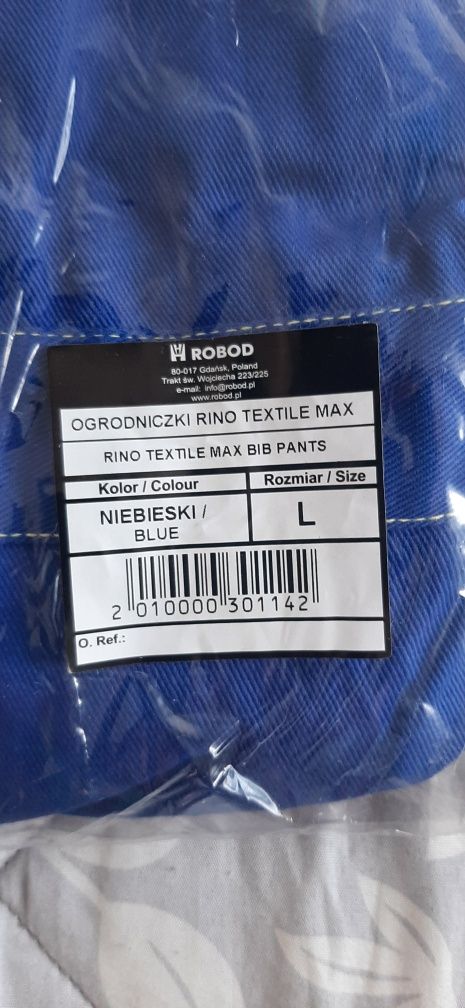 ROBOD
80-017 Gdańsk, Poland
Trakt św. Wojciecha 223/225
e-mail: info@robod.pl
www.robod.pl
OGRODNICZKI RINO TEXTILE MAX
RINO TEXTILE MAX BIB PANTS
Kolor / Colour Rozmiar / Size
NIEBIESKI / L
BLUE
2 010000 301142
O. Ref.: